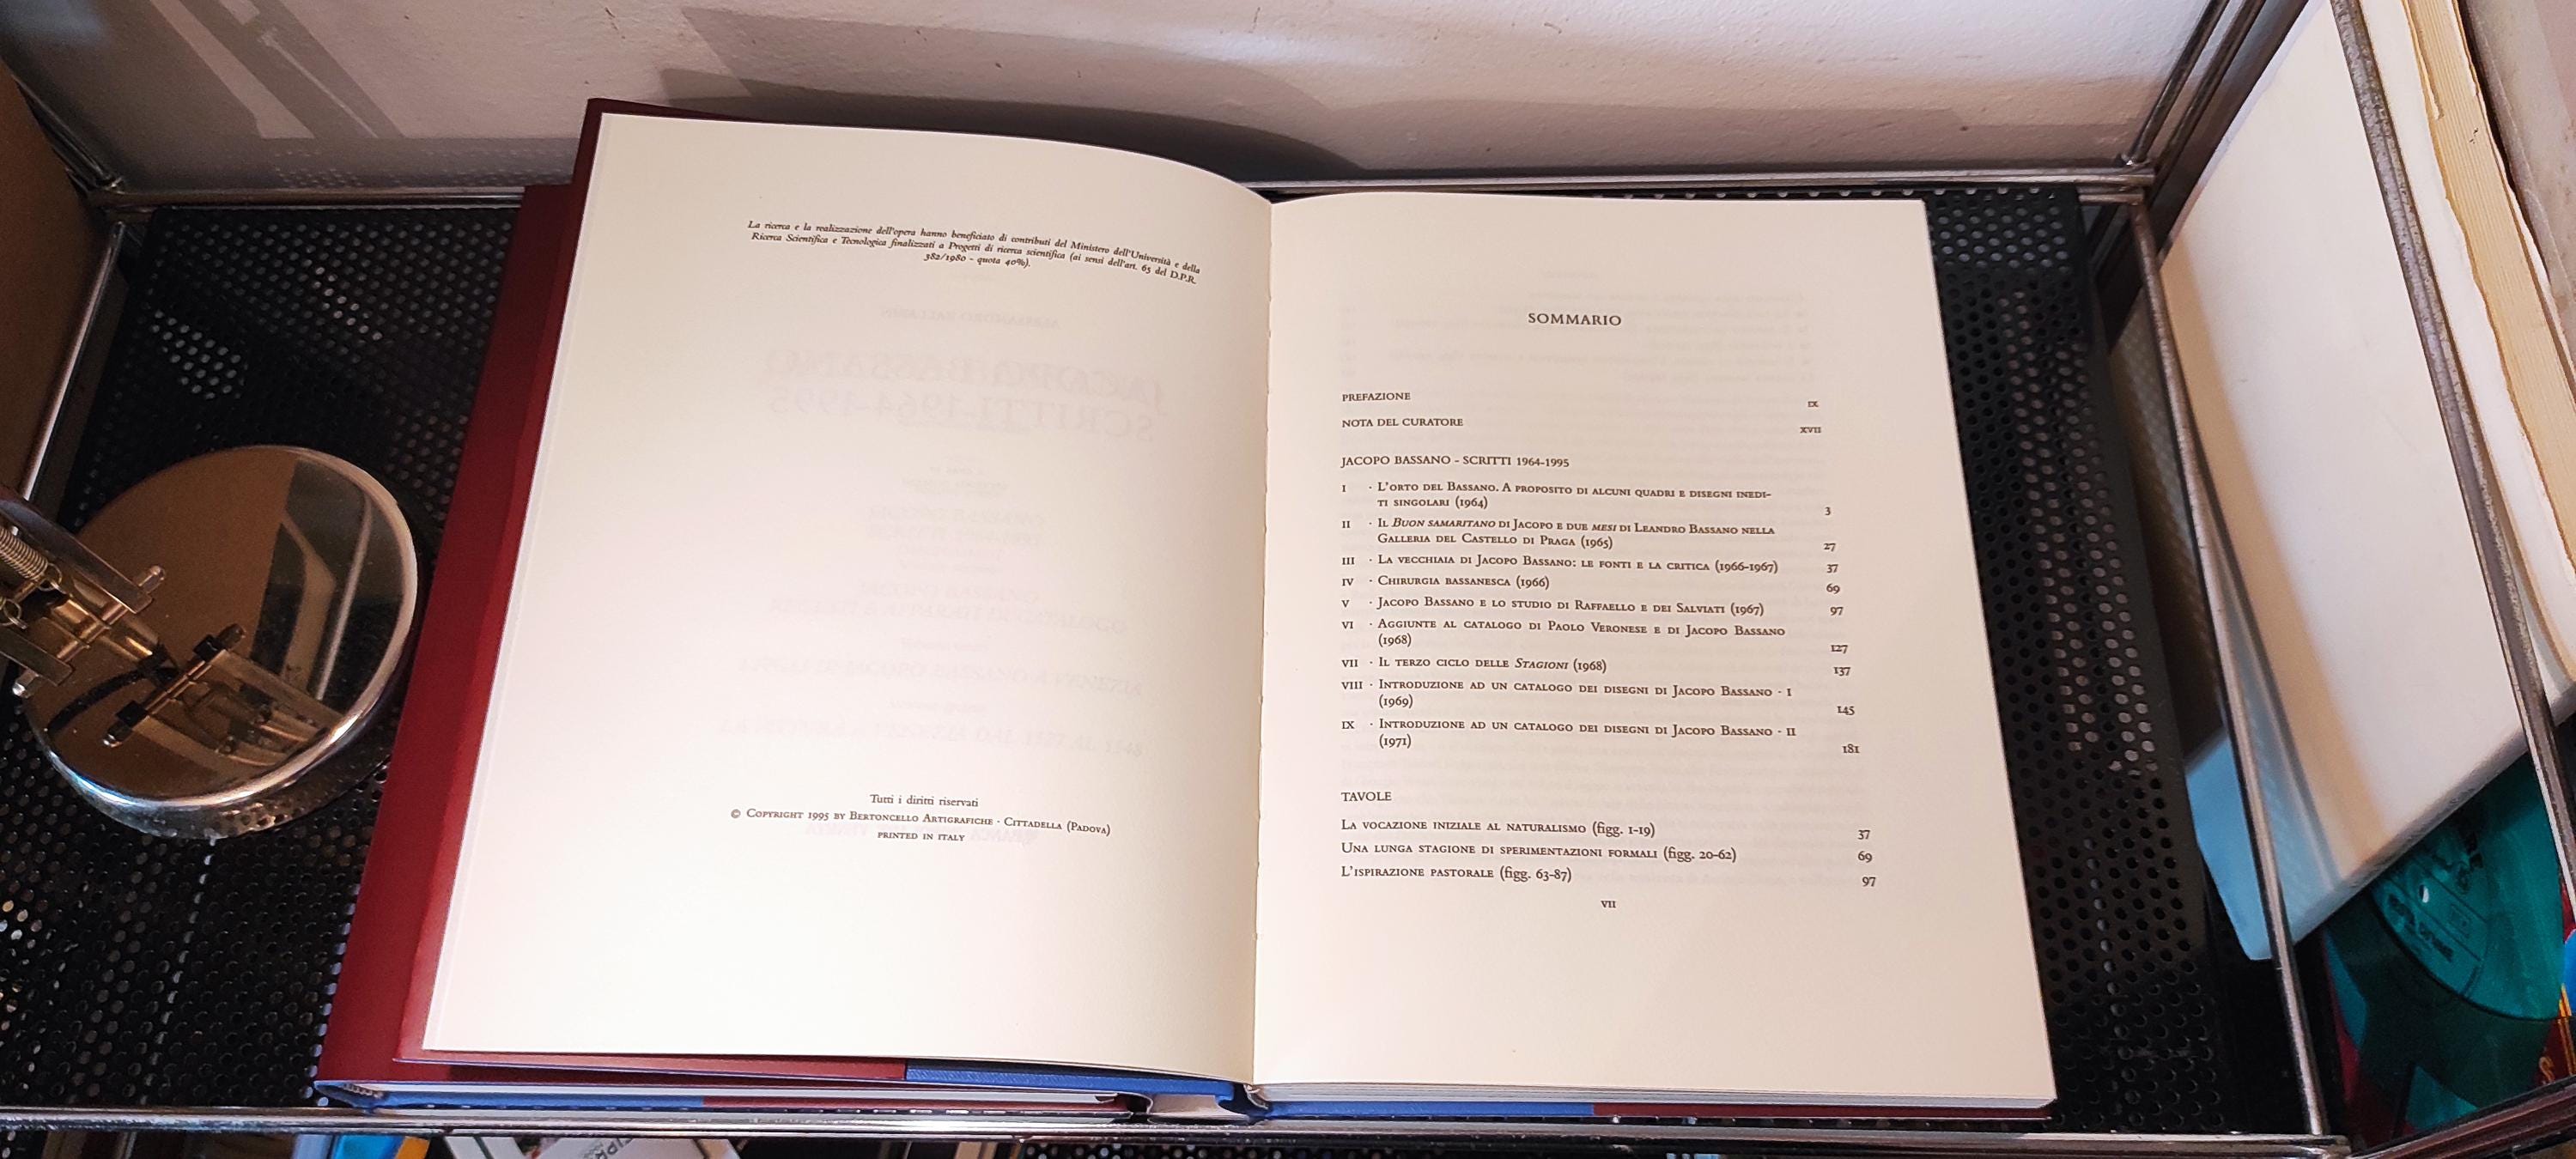 La ricerca e la realizzazione dell'opera hanno beneficiato di contributi del Ministero dell'Università e della
Ricerca Scientifica e Tecnologica finalizzati a Progetti di ricerca scientifica (ai sensi dell'art. 65 del D.P.R.
382/1980 - quota 40%).
Tutti i diritti riservati
© Copyright 1995 by Bertoncello Artigrafiche · Cittadella (Padova)
PRINTED IN ITALY
SOMMARIO
PREFAZIONE IX
NOTA DEL CURATORE XVII
JACOPO BASSANO - SCRITTI 1964-1995
I · L'orto del Bassano. A proposito di alcuni quadri e disegni inedi-
ti singolari (1964) 3
II · Il Buon samaritano di Jacopo e due mesi di Leandro Bassano nella
Galleria del Castello di Praga (1965) 27
III · La vecchiaia di Jacopo Bassano: le fonti e la critica (1966-1967) 37
IV · Chirurgia bassanesca (1966) 69
V · Jacopo Bassano e lo studio di Raffaello e dei Salviati (1967) 97
VI · Aggiunte al catalogo di Paolo Veronese e di Jacopo Bassano
(1968) 127
VII · Il terzo ciclo delle Stagioni (1968) 137
VIII · Introduzione ad un catalogo dei disegni di Jacopo Bassano - I
(1969) 145
IX · Introduzione ad un catalogo dei disegni di Jacopo Bassano - II
(1971) 181
TAVOLE
La vocazione iniziale al naturalismo (figg. 1-19) 37
Una lunga stagione di sperimentazioni formali (figg. 20-62) 69
L'ispirazione pastorale (figg. 63-87) 97
VII